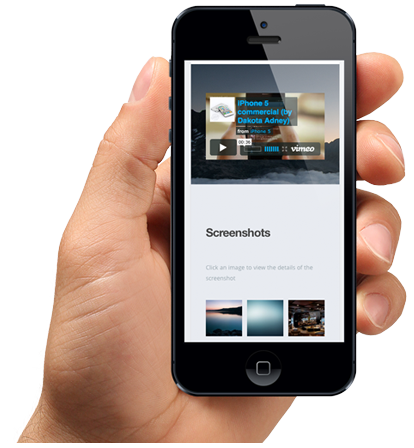 iPhone 5
commercial (by
Dakota Adney)
from iPhone 5
00:26
vimeo
Screenshots
Click an image to view the details of the
screenshot